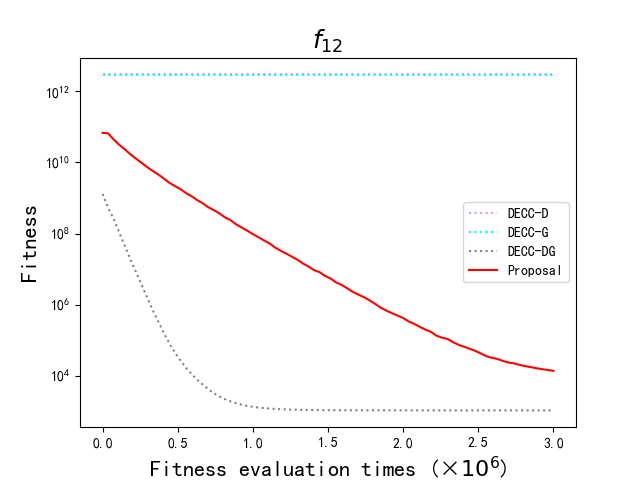 f12
Fitness
10^12
10^10
10^8
10^6
10^4
DECC-D
DECC-G
DECC-DG
Proposal
0.0 0.5 1.0 1.5 2.0 2.5 3.0
Fitness evaluation times (×10^6)